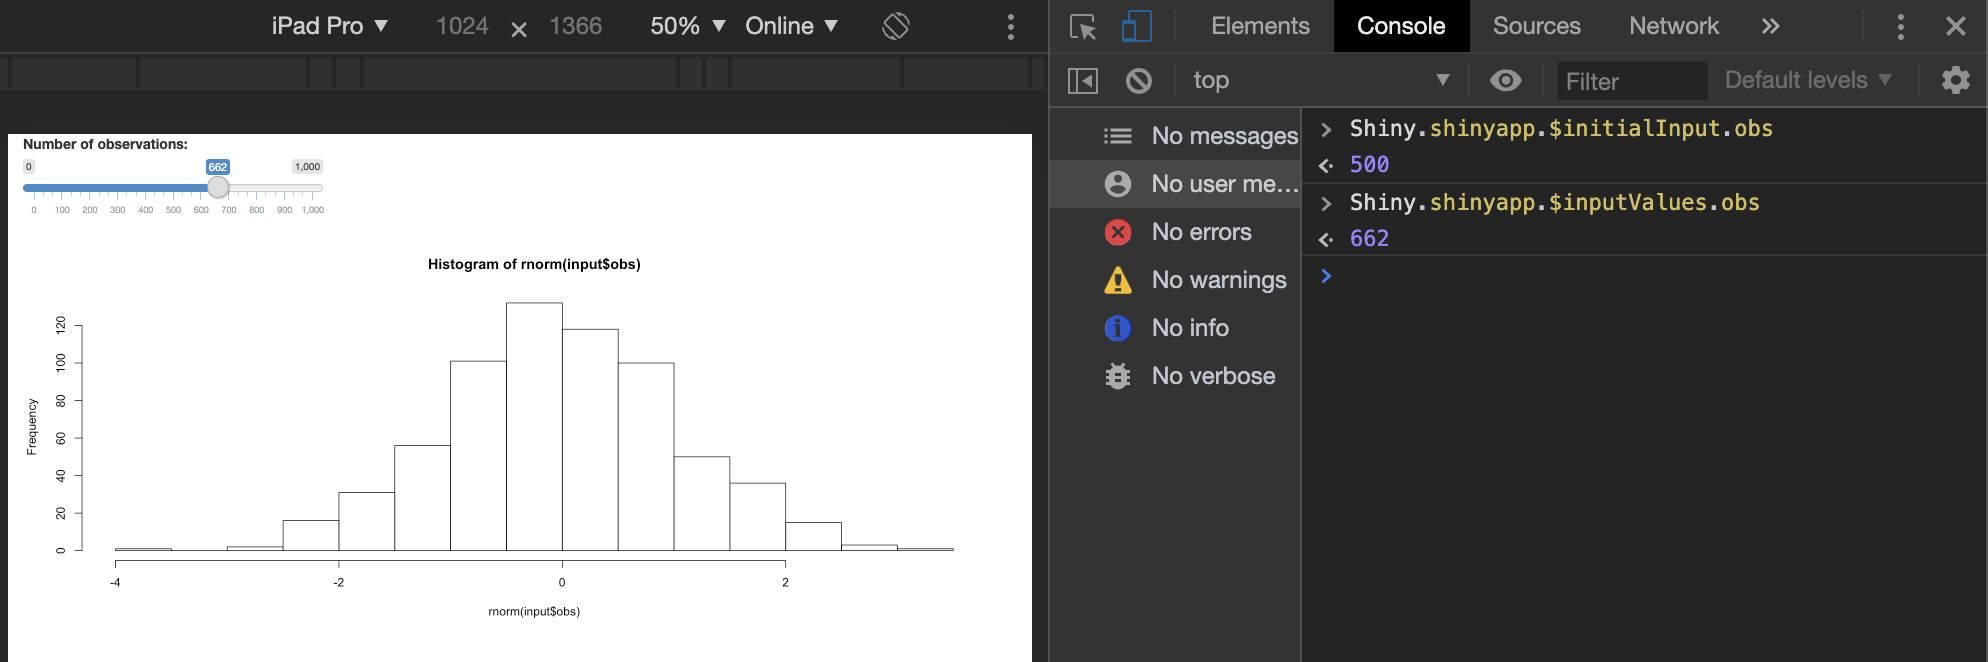 iPad Pro ▼ 1024 × 1366 50% ▼ Online ▼
Elements Console Sources Network »
top ▼ Filter Default levels ▼
Number of observations:
0 662 1,000
0 100 200 300 400 500 600 700 800 900 1,000
Histogram of rnorm(input$obs)
Frequency
120
100
80
60
40
20
0
-4 -2 0 2
rnorm(input$obs)
No messages
No user me...
No errors
No warnings
No info
No verbose
> Shiny.shinyapp.$initialInput.obs
500
> Shiny.shinyapp.$inputValues.obs
662
>